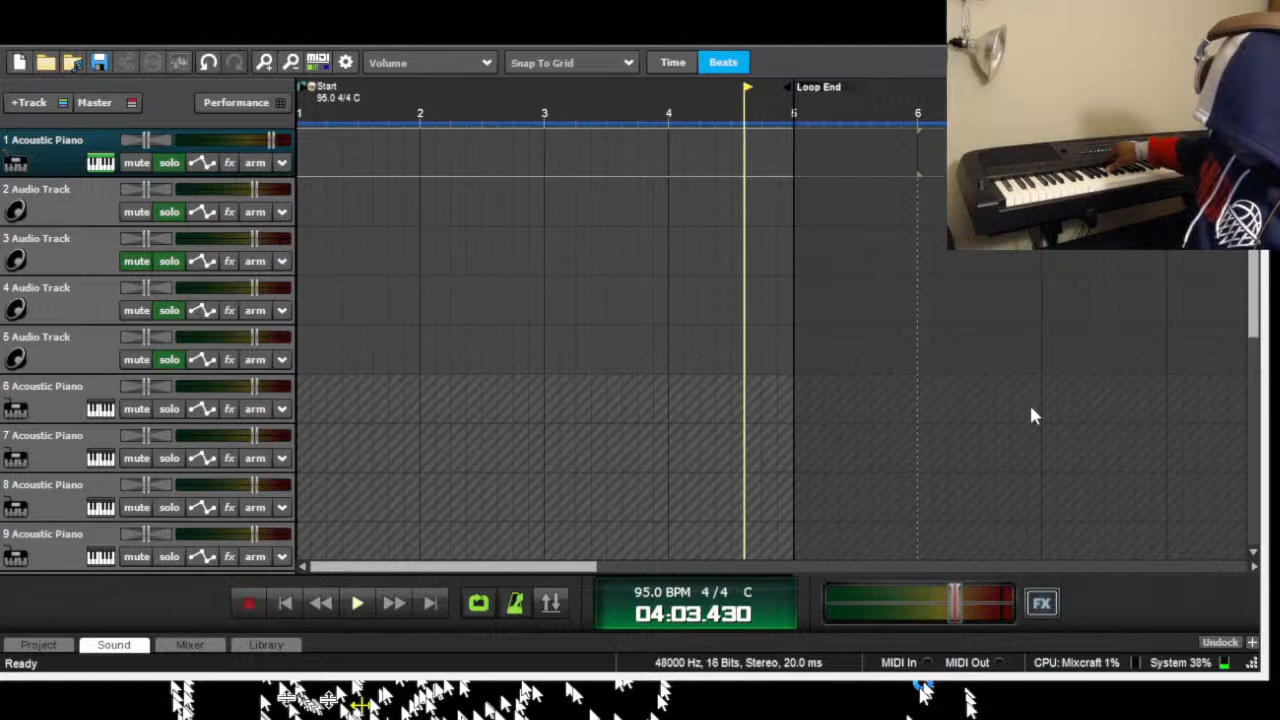 Volume
Snap To Grid
Time
Beats
+Track
Master
Performance
Start
95.0 4/4 C
Loop End
1
2
3
4
5
6
1 Acoustic Piano
mute solo fx arm
2 Audio Track
mute solo fx arm
3 Audio Track
mute solo fx arm
4 Audio Track
mute solo fx arm
5 Audio Track
mute solo fx arm
6 Acoustic Piano
mute solo fx arm
7 Acoustic Piano
mute solo fx arm
8 Acoustic Piano
mute solo fx arm
9 Acoustic Piano
mute solo fx arm
95.0 BPM 4/4 C
04:03.430
FX
Project
Sound
Mixer
Library
Undock
Ready
48000 Hz, 16 Bits, Stereo, 20.0 ms
MIDI In
MIDI Out
CPU: Mixcraft 1%
System 38%